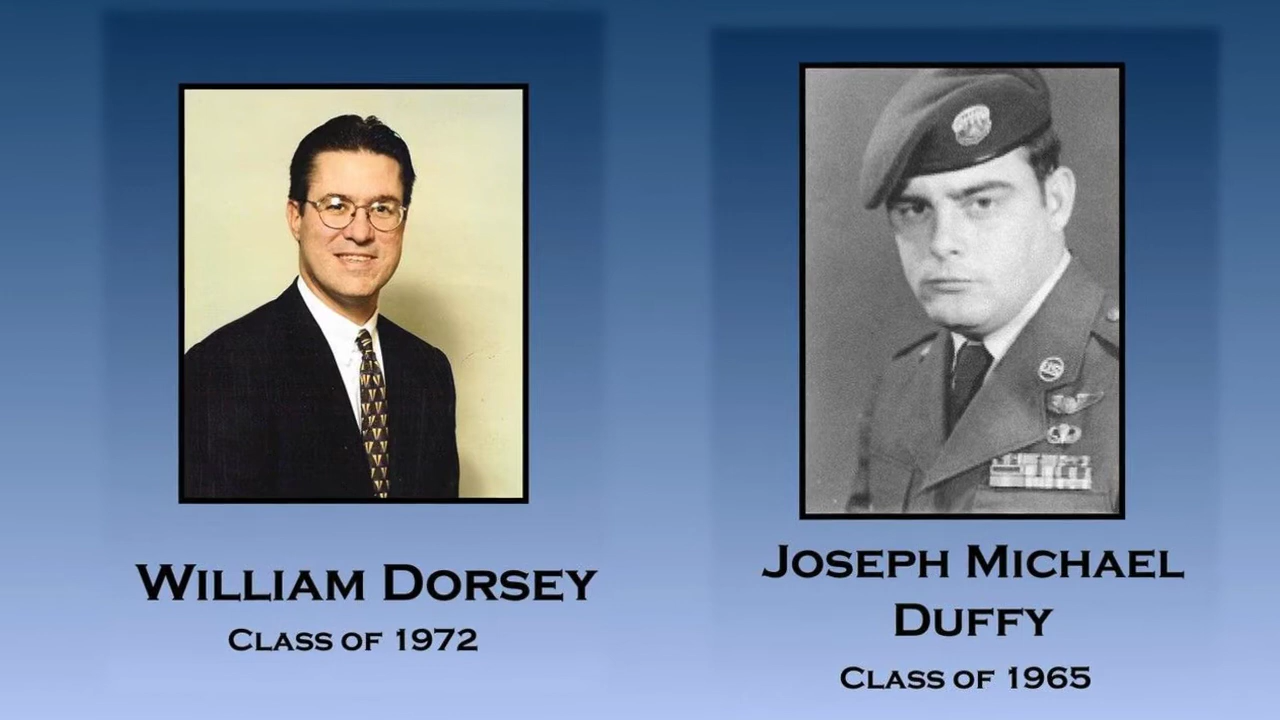 William Dorsey
Class of 1972
Joseph Michael
Duffy
Class of 1965